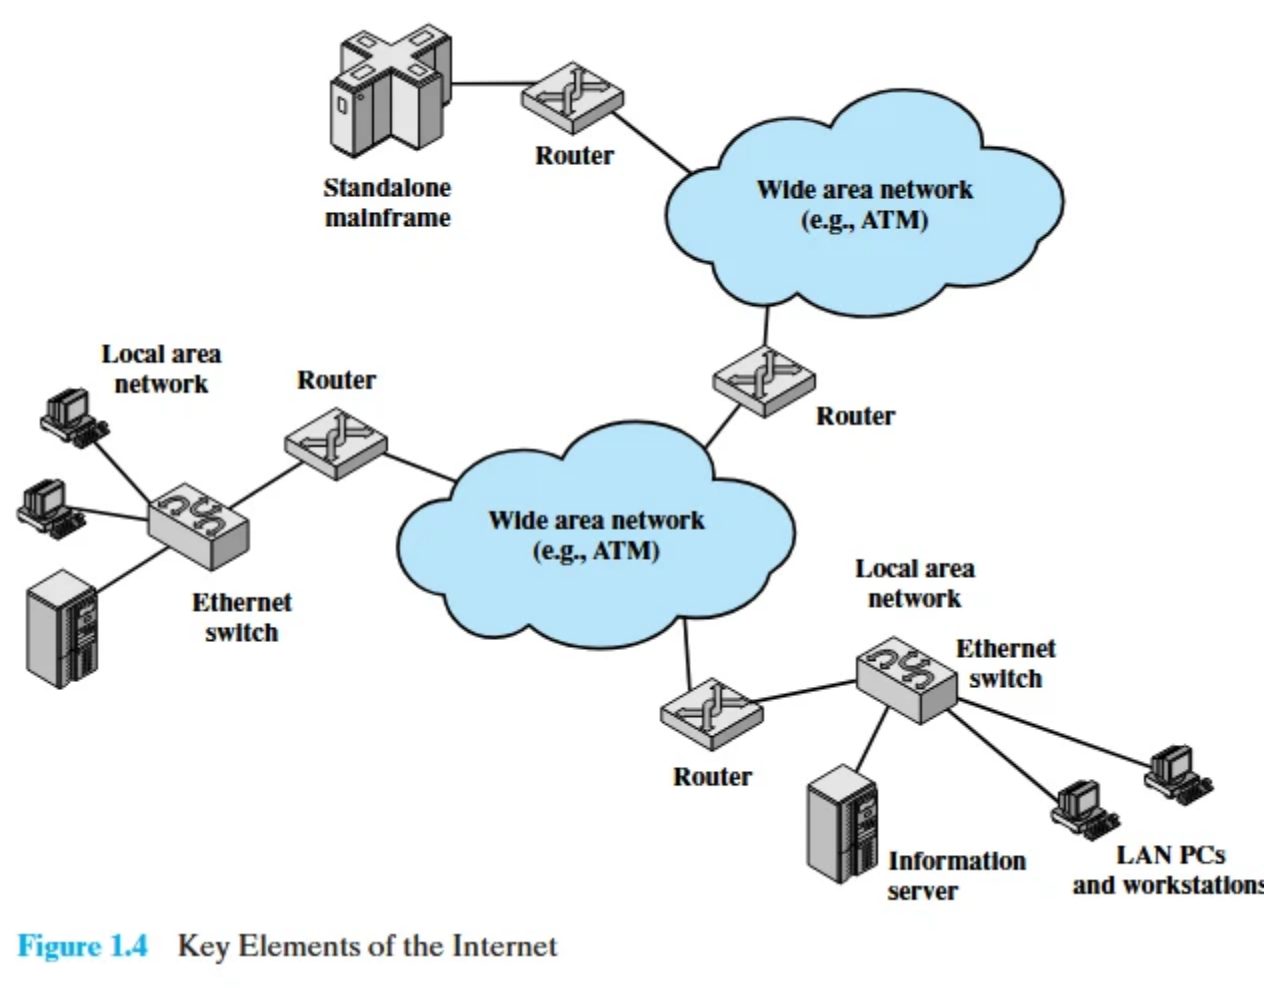 Router
Standalone
mainframe
Wide area network
(e.g., ATM)
Local area
network
Router
Router
Wide area network
(e.g., ATM)
Ethernet
switch
Local area
network
Ethernet
switch
Router
Information
server
LAN PCs
and workstations
Figure 1.4 Key Elements of the Internet